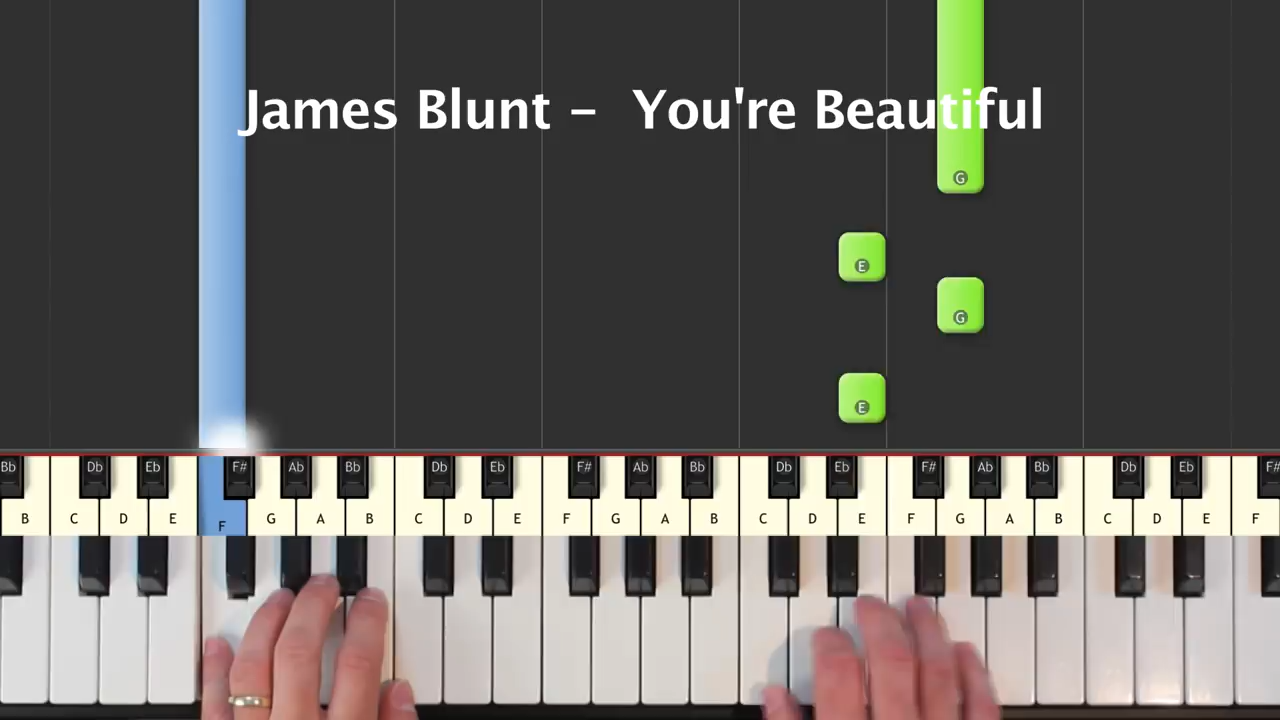 James Blunt - You're Beautiful
G
E
G
E
Bb Db Eb F# Ab Bb Db Eb F# Ab Bb Db Eb F# Ab Bb Db Eb F#
B C D E F G A B C D E F G A B C D E F G A B C D E F